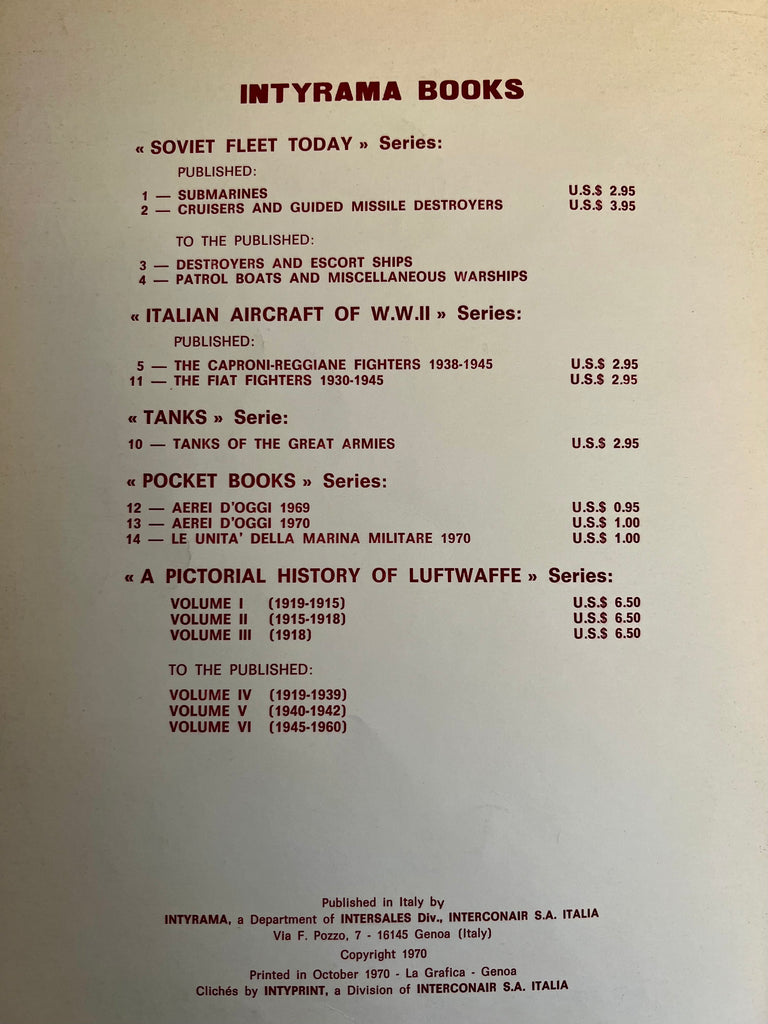 INTYRAMA BOOKS
« SOVIET FLEET TODAY » Series:
PUBLISHED:
1 — SUBMARINES U.S.$ 2.95
2 — CRUISERS AND GUIDED MISSILE DESTROYERS U.S.$ 3.95
TO THE PUBLISHED:
3 — DESTROYERS AND ESCORT SHIPS
4 — PATROL BOATS AND MISCELLANEOUS WARSHIPS
« ITALIAN AIRCRAFT OF W.W.II » Series:
PUBLISHED:
5 — THE CAPRONI-REGGIANE FIGHTERS 1938-1945 U.S.$ 2.95
11 — THE FIAT FIGHTERS 1930-1945 U.S.$ 2.95
« TANKS » Serie:
10 — TANKS OF THE GREAT ARMIES U.S.$ 2.95
« POCKET BOOKS » Series:
12 — AEREI D'OGGI 1969 U.S.$ 0.95
13 — AEREI D'OGGI 1970 U.S.$ 1.00
14 — LE UNITA' DELLA MARINA MILITARE 1970 U.S.$ 1.00
« A PICTORIAL HISTORY OF LUFTWAFFE » Series:
VOLUME I (1919-1915) U.S.$ 6.50
VOLUME II (1915-1918) U.S.$ 6.50
VOLUME III (1918) U.S.$ 6.50
TO THE PUBLISHED:
VOLUME IV (1919-1939)
VOLUME V (1940-1942)
VOLUME VI (1945-1960)
Published in Italy by
INTYRAMA, a Department of INTERSALES Div., INTERCONAIR S.A. ITALIA
Via F. Pozzo, 7 - 16145 Genoa (Italy)
Copyright 1970
Printed in October 1970 - La Grafica - Genoa
Clichés by INTYPRINT, a Division of INTERCONAIR S.A. ITALIA